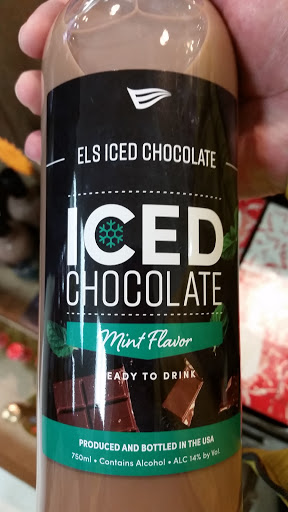 ELS ICED CHOCOLATE
ICED
CHOCOLATE
Mint Flavor
READY TO DRINK
PRODUCED AND BOTTLED IN THE USA
750ml • Contains Alcohol • ALC 14% by Vol.